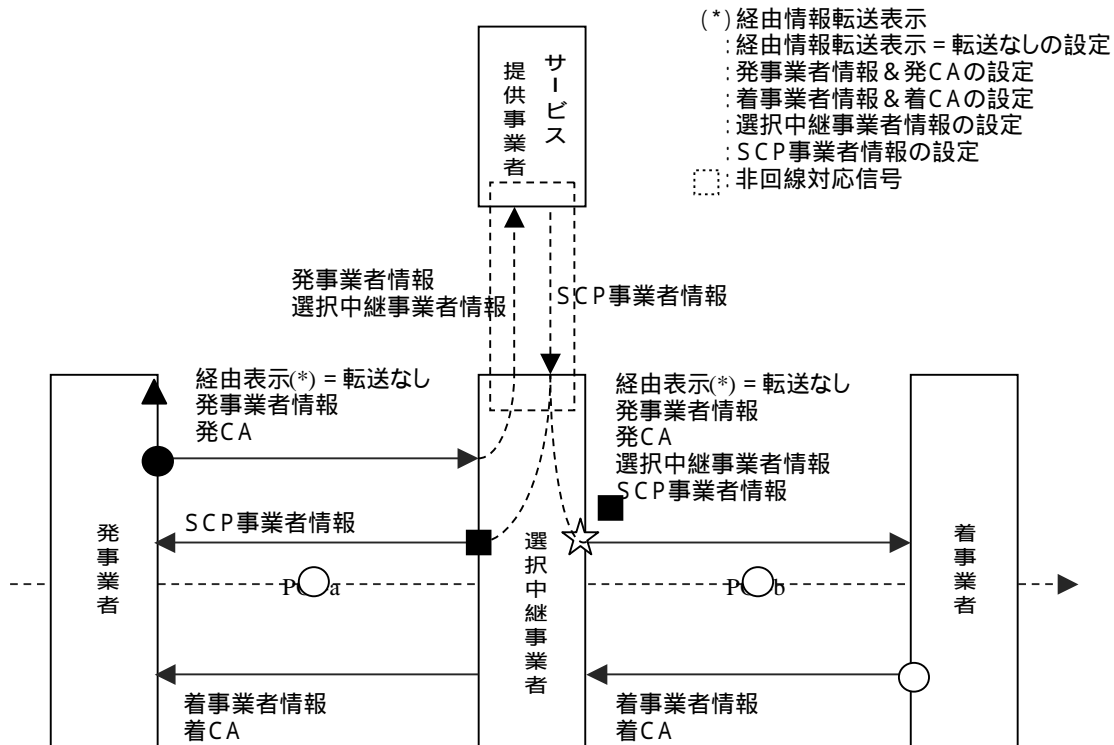 (*)経由情報転送表示
:経由情報転送表示=転送なしの設定
:発事業者情報&発CAの設定
:着事業者情報&着CAの設定
:選択中継事業者情報の設定
:SCP事業者情報の設定
:非回線対応信号
サービス
提供事業者
発事業者情報
選択中継事業者情報
SCP事業者情報
経由表示(*)=転送なし
発事業者情報
発CA
経由表示(*)=転送なし
発事業者情報
発CA
選択中継事業者情報
SCP事業者情報
SCP事業者情報
発事業者
選択中継事業者
着事業者
着事業者情報
着CA
着事業者情報
着CA